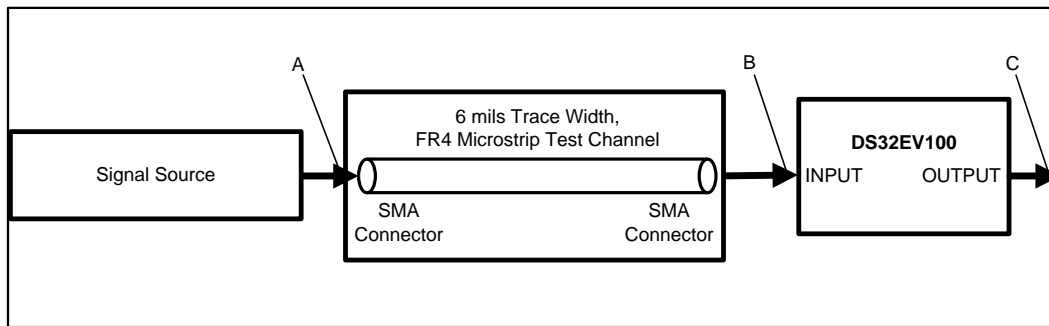 A
B
C
6 mils Trace Width,
FR4 Microstrip Test Channel
Signal Source
SMA
Connector
SMA
Connector
DS32EV100
INPUT
OUTPUT